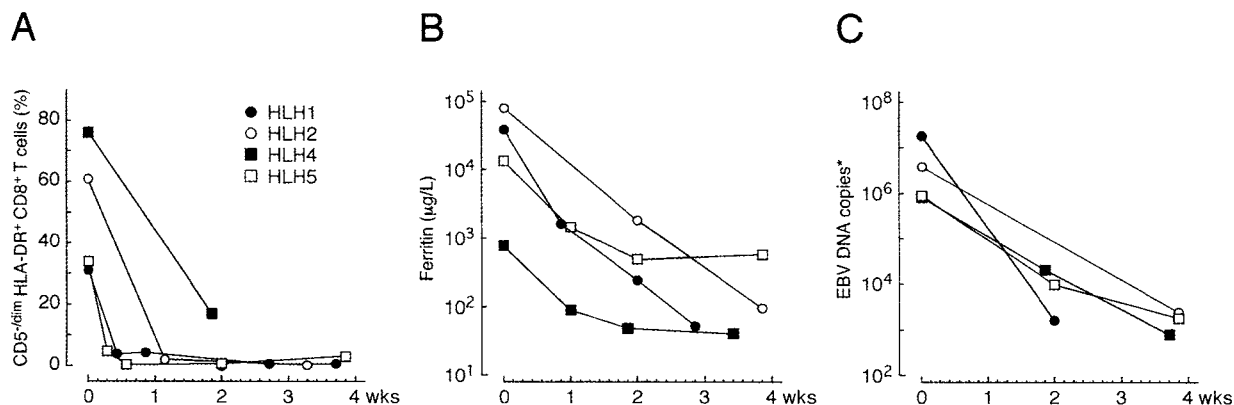 A
B
C
CD5-/dim HLA-DR+ CD8+ T cells (%)
80
60
40
20
0
0 1 2 3 4 wks
HLH1
HLH2
HLH4
HLH5
Ferritin (μg/L)
10⁵
10⁴
10³
10²
10¹
0 1 2 3 4 wks
EBV DNA copies*
10⁸
10⁶
10⁴
10²
0 1 2 3 4 wks